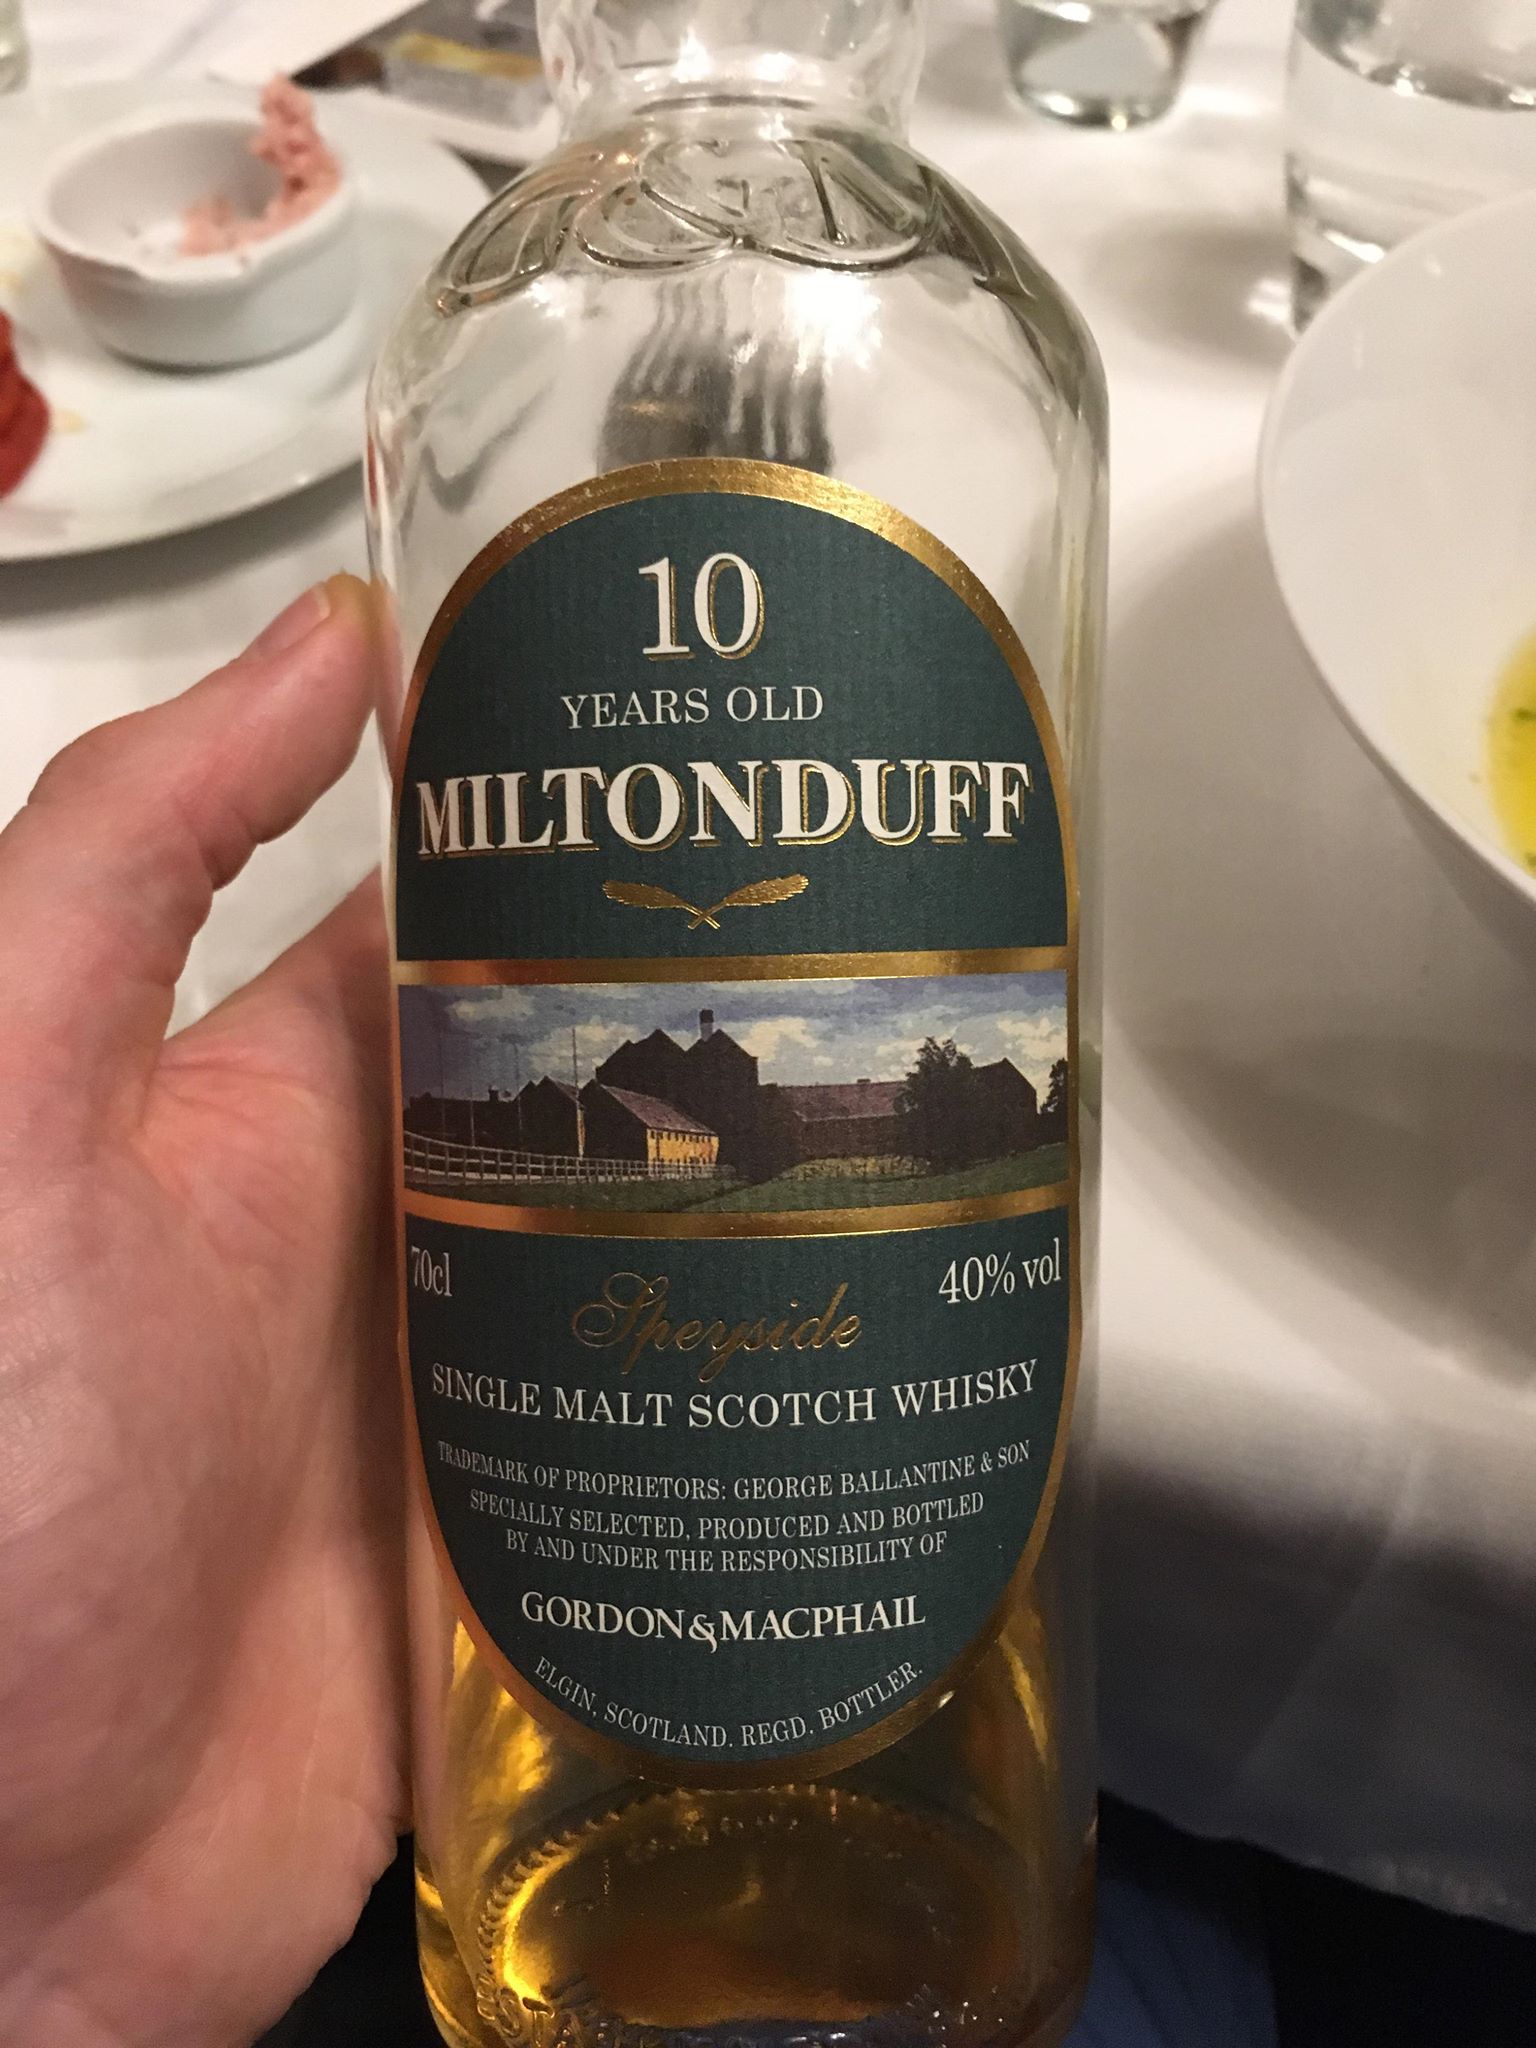 10
YEARS OLD
MILTONDUFF
70cl
40% vol
Speyside
SINGLE MALT SCOTCH WHISKY
TRADEMARK OF PROPRIETORS: GEORGE BALLANTINE & SON
SPECIALLY SELECTED, PRODUCED AND BOTTLED
BY AND UNDER THE RESPONSIBILITY OF
GORDON&MACPHAIL
ELGIN, SCOTLAND. REGD. BOTTLER.